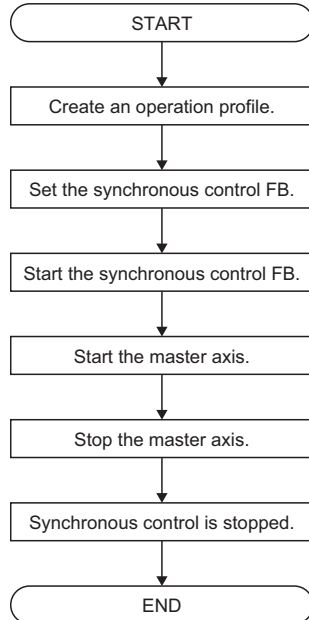 START
Create an operation profile.
Set the synchronous control FB.
Start the synchronous control FB.
Start the master axis.
Stop the master axis.
Synchronous control is stopped.
END